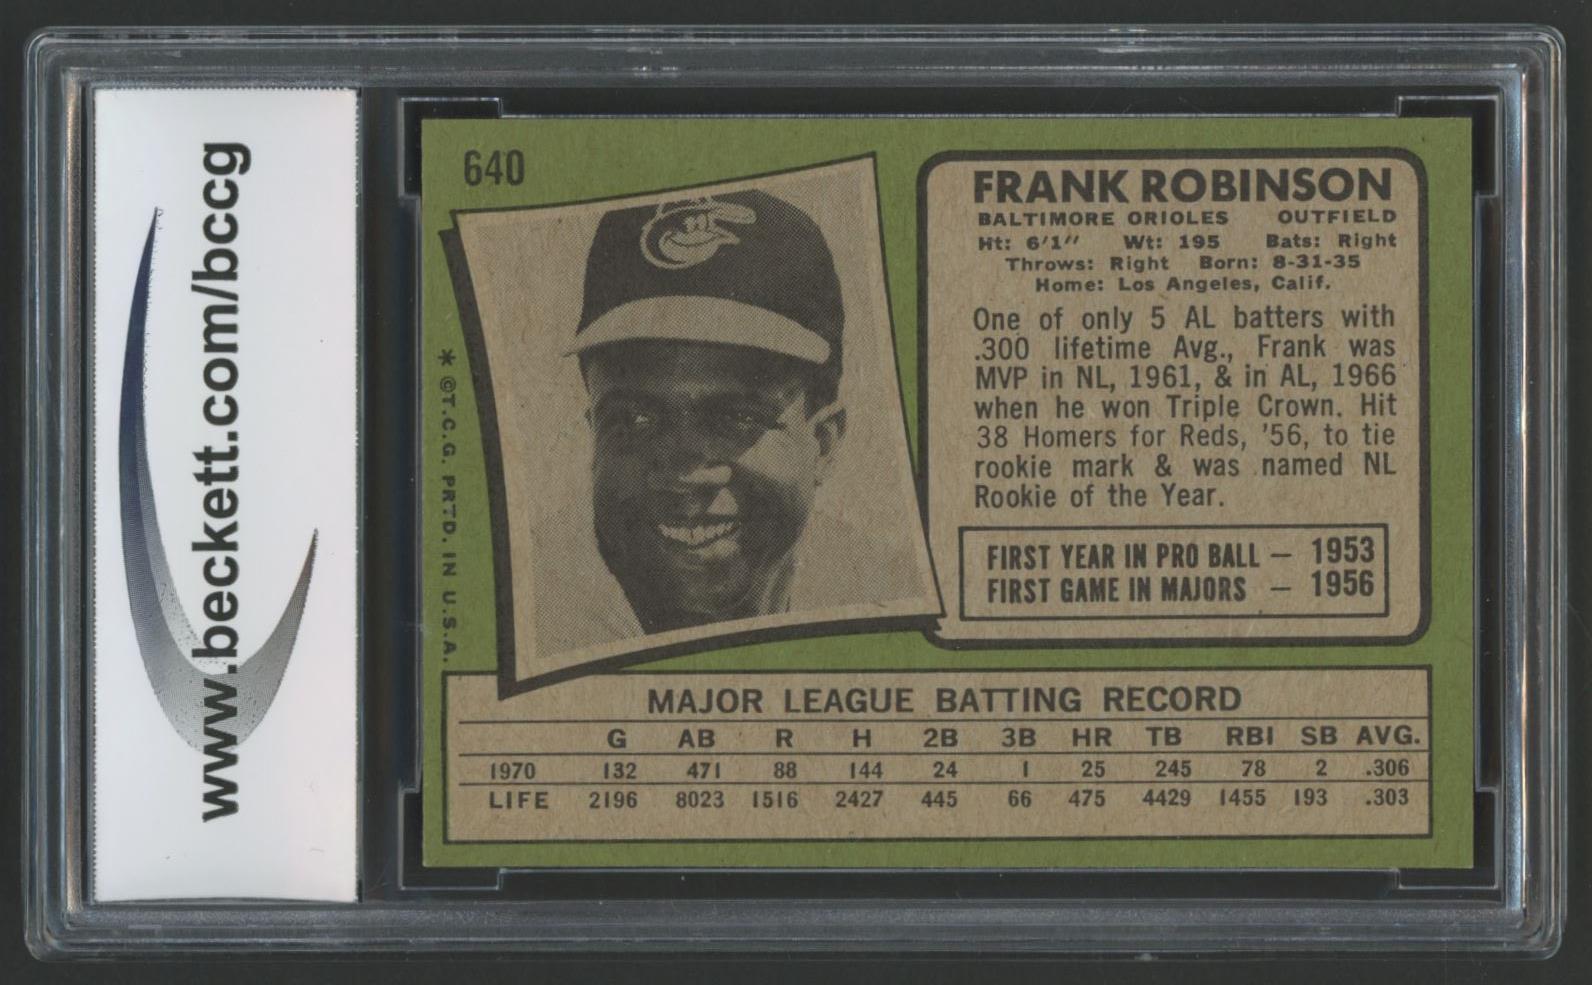 www.beckett.com/bccg
640
FRANK ROBINSON
BALTIMORE ORIOLES OUTFIELD
Ht: 6'1" Wt: 195 Bats: Right
Throws: Right Born: 8-31-35
Home: Los Angeles, Calif.
One of only 5 AL batters with
.300 lifetime Avg., Frank was
MVP in NL, 1961, & in AL, 1966
when he won Triple Crown. Hit
38 Homers for Reds, '56, to tie
rookie mark & was named NL
Rookie of the Year.
FIRST YEAR IN PRO BALL — 1953
FIRST GAME IN MAJORS — 1956
* ©T.C.G. PRTD. IN U.S.A.
MAJOR LEAGUE BATTING RECORD
G AB R H 2B 3B HR TB RBI SB AVG.
1970 132 471 88 144 24 1 25 245 78 2 .306
LIFE 2196 8023 1516 2427 445 66 475 4429 1455 193 .303